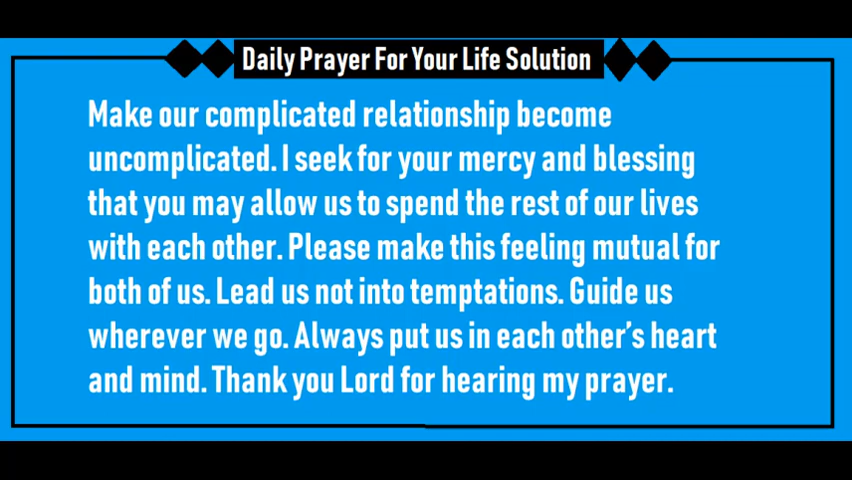 Daily Prayer For Your Life Solution
Make our complicated relationship become
uncomplicated. I seek for your mercy and blessing
that you may allow us to spend the rest of our lives
with each other. Please make this feeling mutual for
both of us. Lead us not into temptations. Guide us
wherever we go. Always put us in each other’s heart
and mind. Thank you Lord for hearing my prayer.